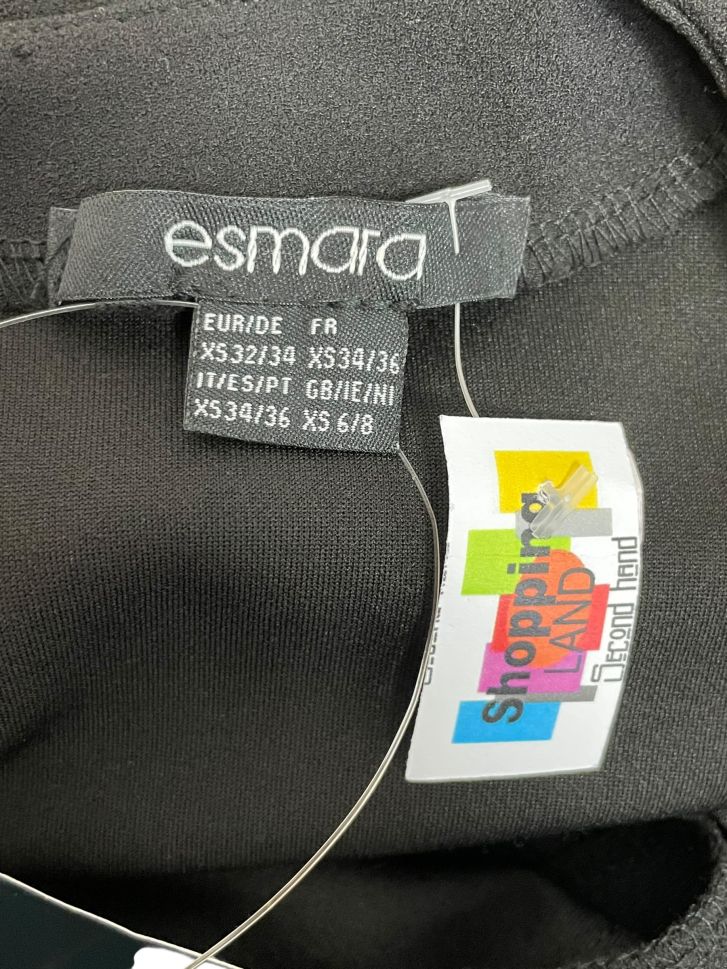 esmara
EUR/DE FR
XS32/34 XS34/36
IT/ES/PT GB/IE/NI
XS34/36 XS 6/8
Shopping
LAND
Second hand